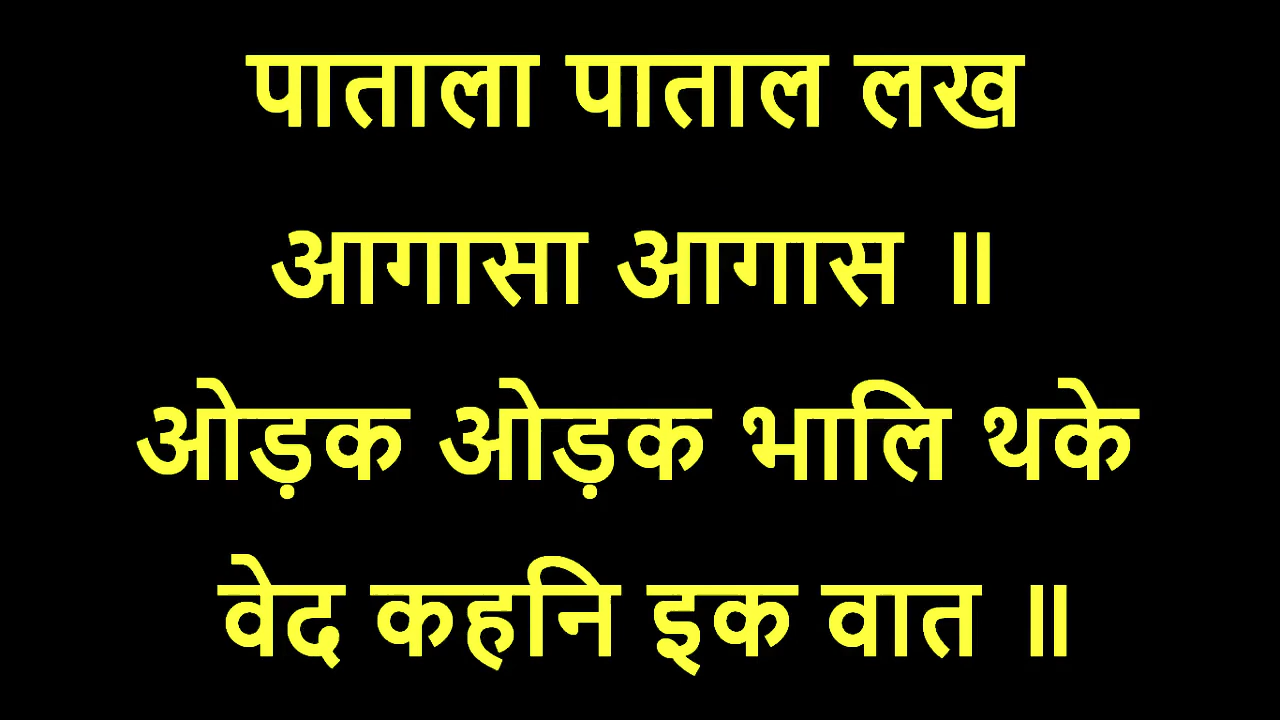 पाताला पाताल लख
आगासा आगास ॥
ओड़क ओड़क भालि थके
वेद कहनि इक वात ॥